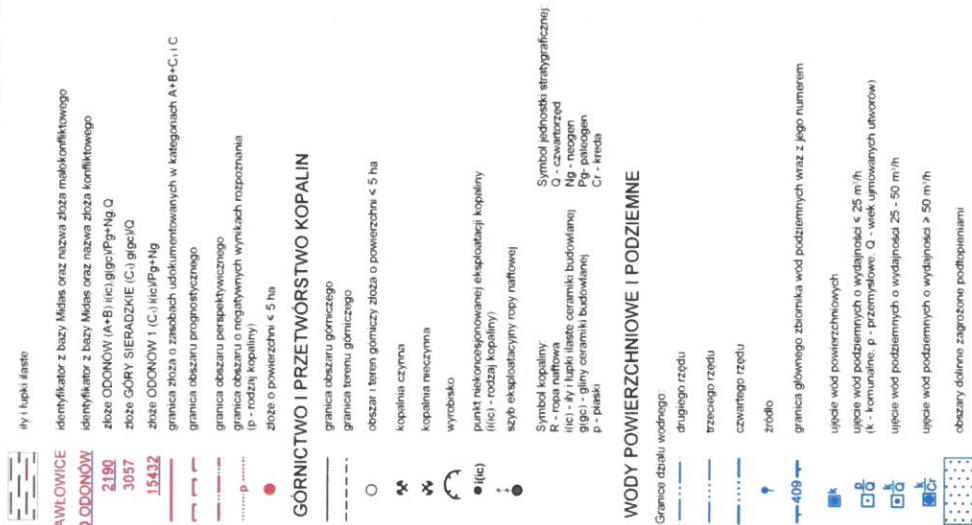 iły i łupki ilaste
AWŁOWICE identyfikator z bazy Midas oraz nazwa złoża małokonfliktowego
O ODONÓW identyfikator z bazy Midas oraz nazwa złoża konfliktowego
2190 złoże ODONÓW (A+B) i(ic),g(gc)/Pg+Ng,Q
3057 złoże GÓRY SIERADZKIE (C₁) g(gc)/Q
15432 złoże ODONÓW 1 (C₁) i(ic)/Pg+Ng
granica złoża o zasobach udokumentowanych w kategoriach A+B+C₁ i C
granica obszaru prognostycznego
granica obszaru perspektywicznego
p granica obszaru o negatywnych wynikach rozpoznania
(p - rodzaj kopaliny)
złoże o powierzchni < 5 ha
GÓRNICTWO I PRZETWÓRSTWO KOPALIN
granica obszaru górniczego
granica terenu górniczego
obszar i teren górniczy złoża o powierzchni < 5 ha
kopalnia czynna
kopalnia nieczynna
wyrobisko
i(ic) punkt niekoncesjonowanej eksploatacji kopaliny
(i(ic) - rodzaj kopaliny)
szyb eksploatacyjny ropy naftowej
Symbol kopaliny
R - ropa naftowa
i(ic) - iły i łupki ilaste ceramiki budowlanej
g(gc) - gliny ceramiki budowlanej
p - piaski
Symbol jednostki stratygraficznej:
Q - czwartorzęd
Ng - neogen
Pg- paleogen
Cr - kreda
WODY POWIERZCHNIOWE I PODZIEMNE
Granice działu wodnego:
drugiego rzędu
trzeciego rzędu
czwartego rzędu
źródło
409 granica głównego zbiornika wód podziemnych wraz z jego numerem
k ujęcie wód powierzchniowych
p Q ujęcie wód podziemnych o wydajności ≤ 25 m³/h
(k - komunalne, p - przemysłowe, Q - wiek ujmowanych utworów)
k Q ujęcie wód podziemnych o wydajności 25 - 50 m³/h
k Cr ujęcie wód podziemnych o wydajności ≥ 50 m³/h
obszary dolinne zagrożone podtopieniami